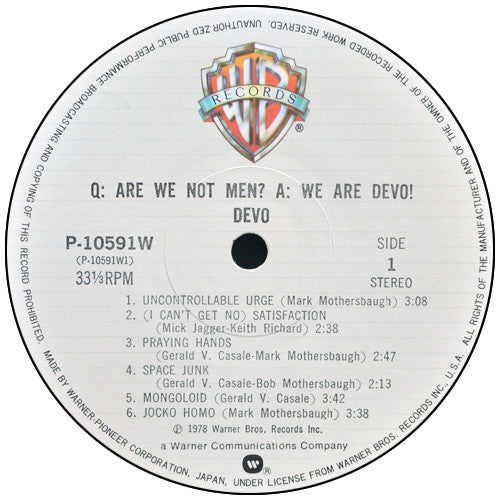 UNAUTHORIZED PUBLIC PERFORMANCE BROADCASTING AND COPYING OF THIS RECORD PROHIBITED. ALL RIGHTS OF THE MANUFACTURER AND OF THE OWNER OF THE RECORDED WORK RESERVED.
WB
RECORDS
®
Q: ARE WE NOT MEN? A: WE ARE DEVO!
DEVO
P-10591W
(P-10591W1)
33⅓RPM
SIDE
1
STEREO
1. UNCONTROLLABLE URGE (Mark Mothersbaugh) 3:08
2. (I CAN'T GET NO) SATISFACTION
(Mick Jagger-Keith Richard) 2:38
3. PRAYING HANDS
(Gerald V. Casale-Mark Mothersbaugh) 2:47
4. SPACE JUNK
(Gerald V. Casale-Bob Mothersbaugh) 2:13
5. MONGOLOID (Gerald V. Casale) 3:42
6. JOCKO HOMO (Mark Mothersbaugh) 3:38
Ⓟ 1978 Warner Bros. Records Inc.
a Warner Communications Company
®
MADE BY WARNER-PIONEER CORPORATION, JAPAN, UNDER LICENSE FROM WARNER BROS. RECORDS INC., U.S.A.